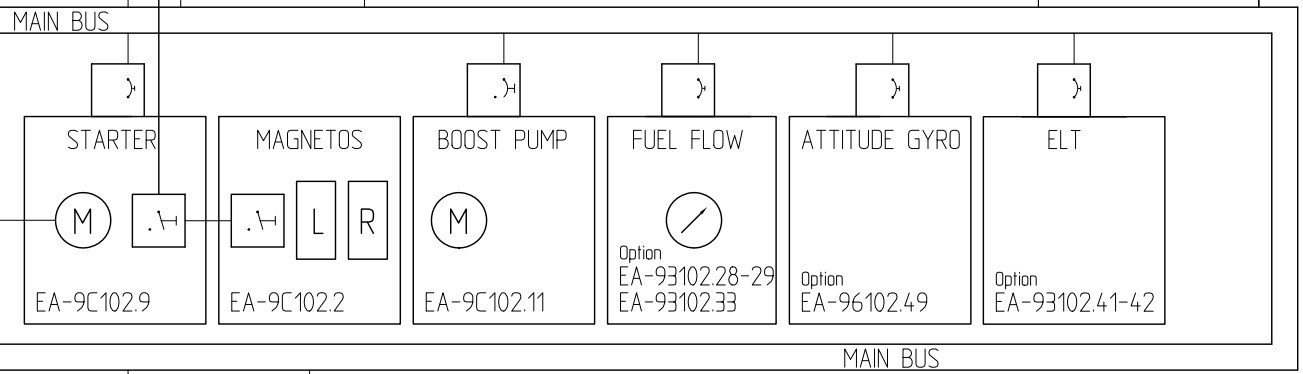 MAIN BUS
STARTER
M
EA-9C102.9
MAGNETOS
L R
EA-9C102.2
BOOST PUMP
M
EA-9C102.11
FUEL FLOW
Option
EA-93102.28-29
EA-93102.33
ATTITUDE GYRO
Option
EA-96102.49
ELT
Option
EA-93102.41-42
MAIN BUS